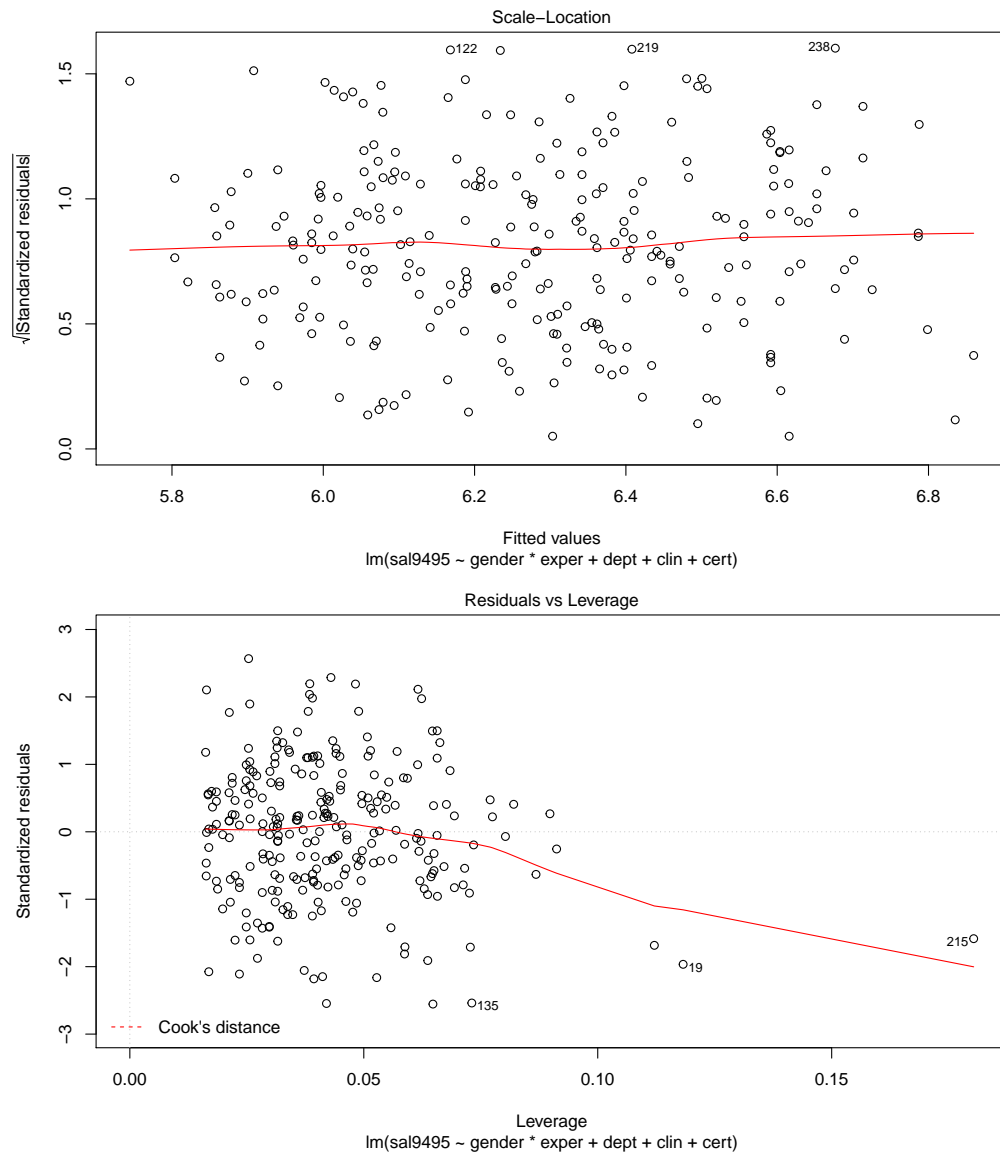 Scale−Location
122
219
238
1.5
1.0
0.5
0.0
√|Standardized residuals|
5.8 6.0 6.2 6.4 6.6 6.8
Fitted values
lm(sal9495 ~ gender * exper + dept + clin + cert)
Residuals vs Leverage
3
2
1
0
−1
−2
−3
Standardized residuals
215
19
135
Cook's distance
0.00 0.05 0.10 0.15
Leverage
lm(sal9495 ~ gender * exper + dept + clin + cert)